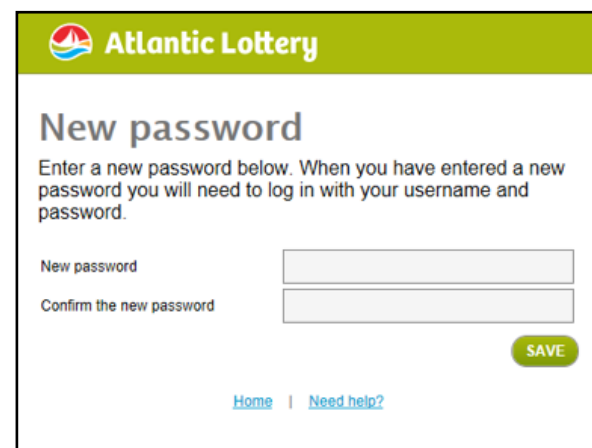 Atlantic Lottery
New password
Enter a new password below. When you have entered a new
password you will need to log in with your username and
password.
New password
Confirm the new password
SAVE
Home | Need help?